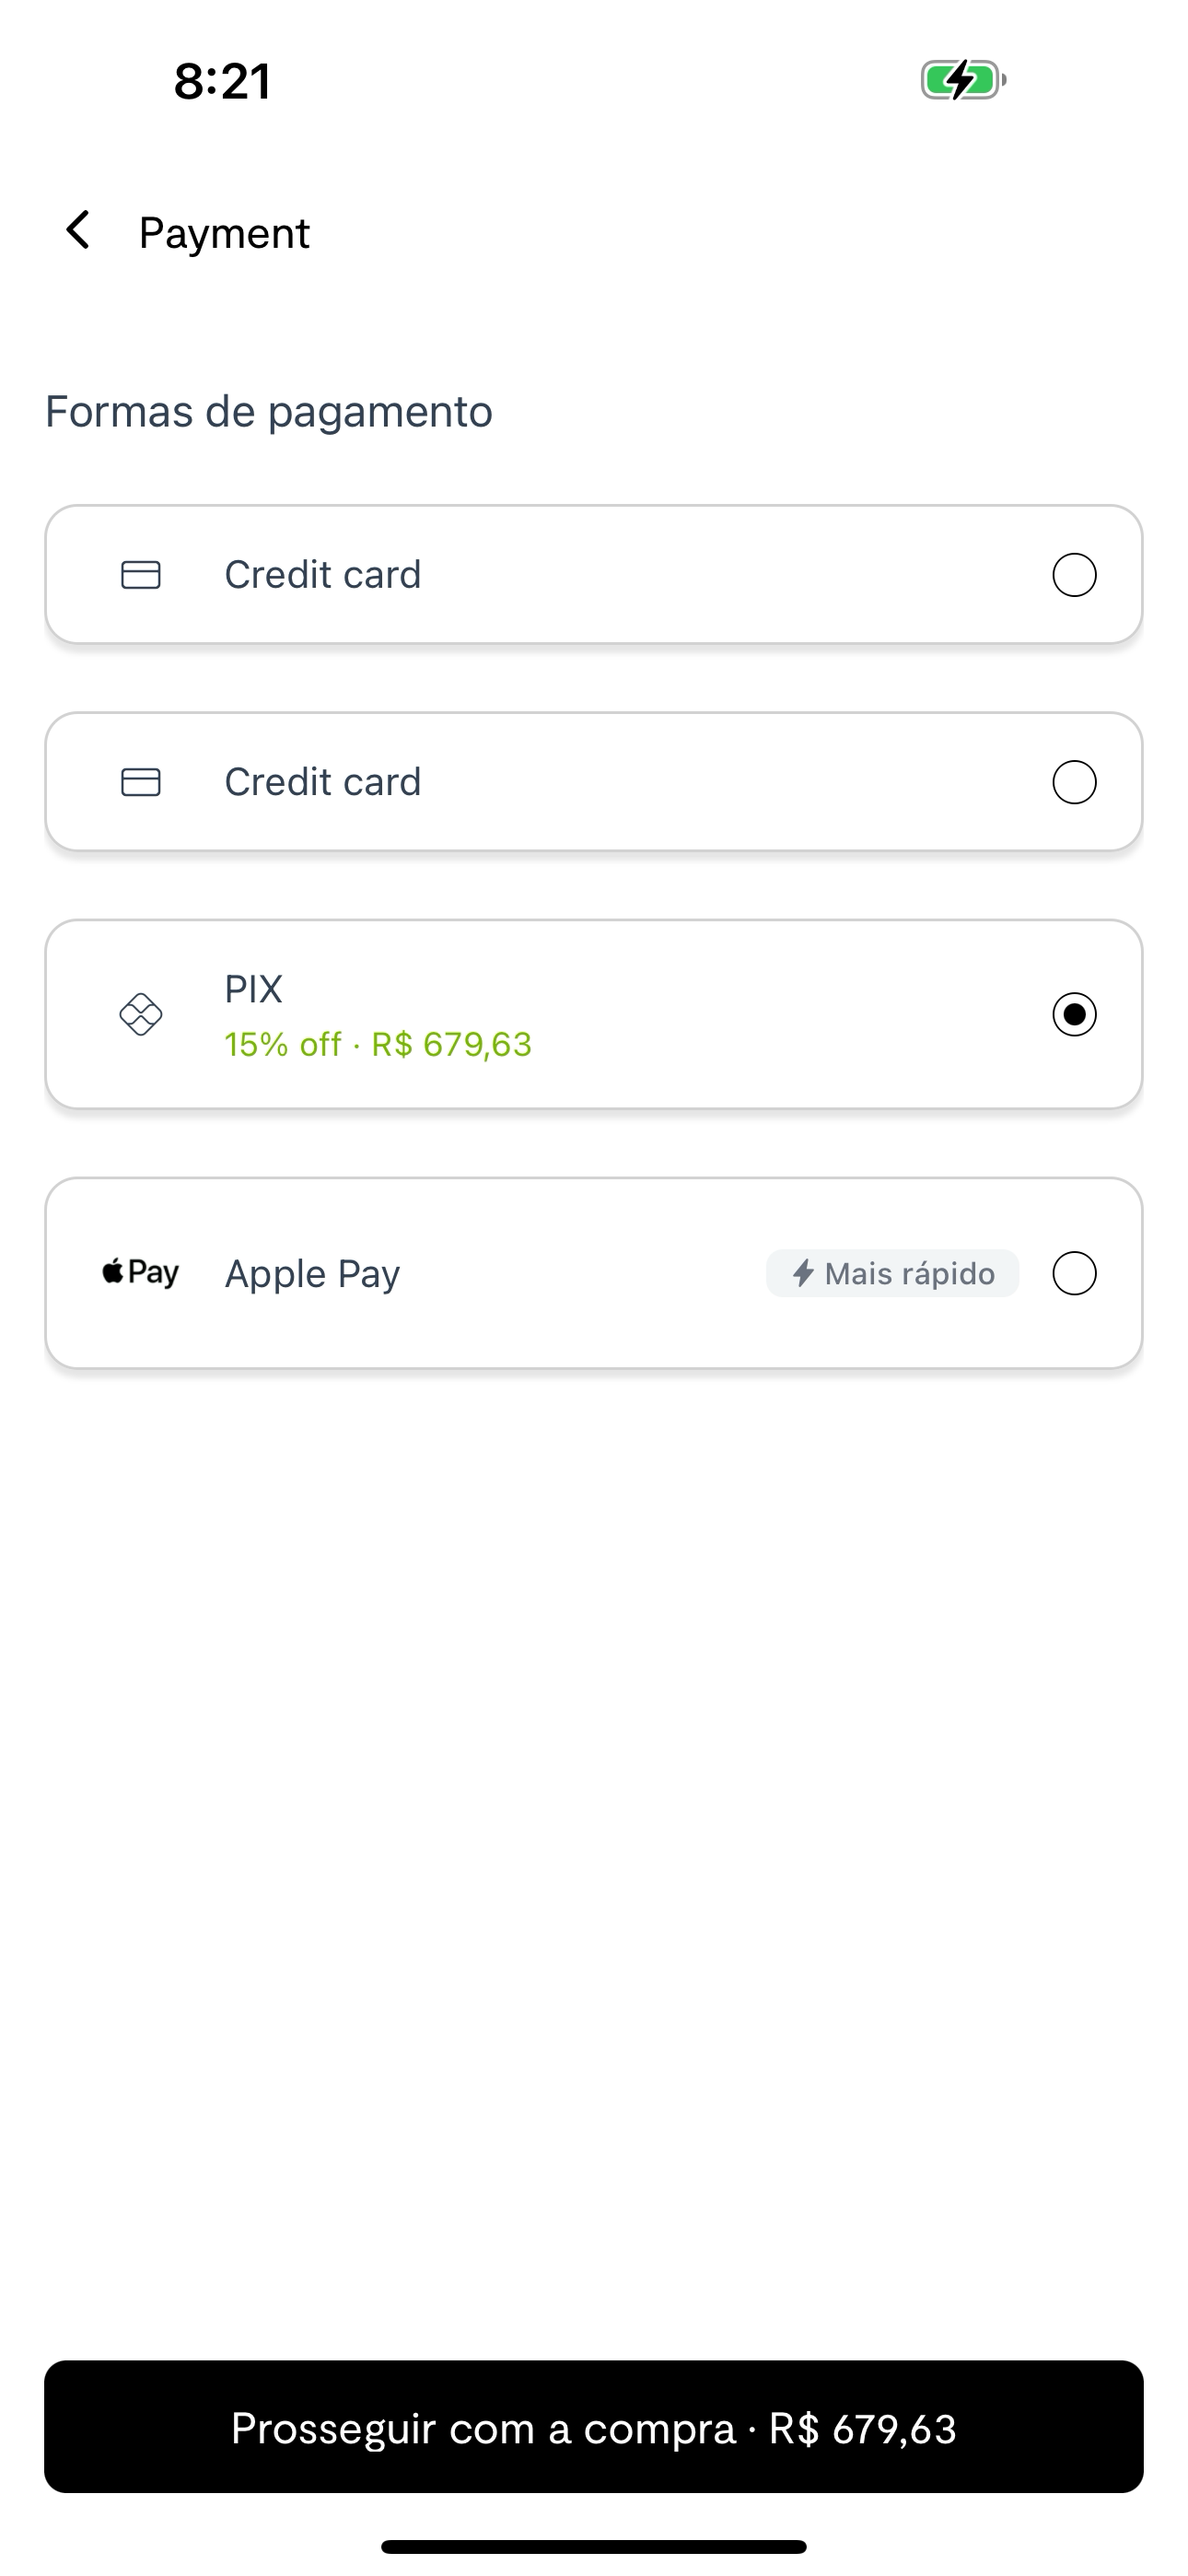 8:21
Payment
Formas de pagamento
Credit card
Credit card
PIX
15% off · R$ 679,63
Pay Apple Pay Mais rápido
Prosseguir com a compra · R$ 679,63